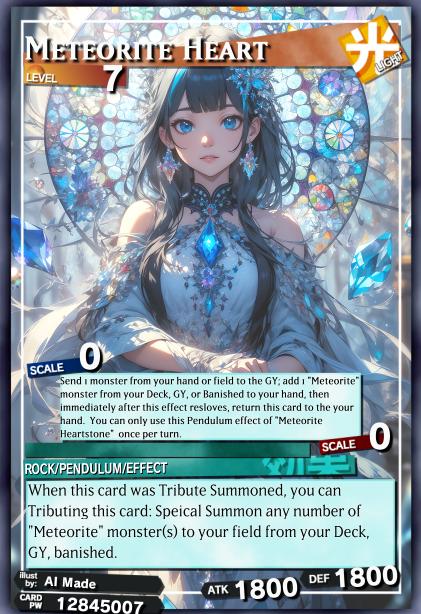 METEORITE HEART
光
LIGHT
LEVEL 7
SCALE 0
Send 1 monster from your hand or field to the GY; add 1 "Meteorite"
monster from your Deck, GY, or Banished to your hand, then
immediately after this effect resloves, return this card to the your
hand. You can only use this Pendulum effect of "Meteorite
Heartstone" once per turn.
SCALE 0
ROCK/PENDULUM/EFFECT
When this card was Tribute Summoned, you can
Tributing this card: Speical Summon any number of
"Meteorite" monster(s) to your field from your Deck,
GY, banished.
illust by: AI Made
CARD PW 12845007
ATK 1800
DEF 1800